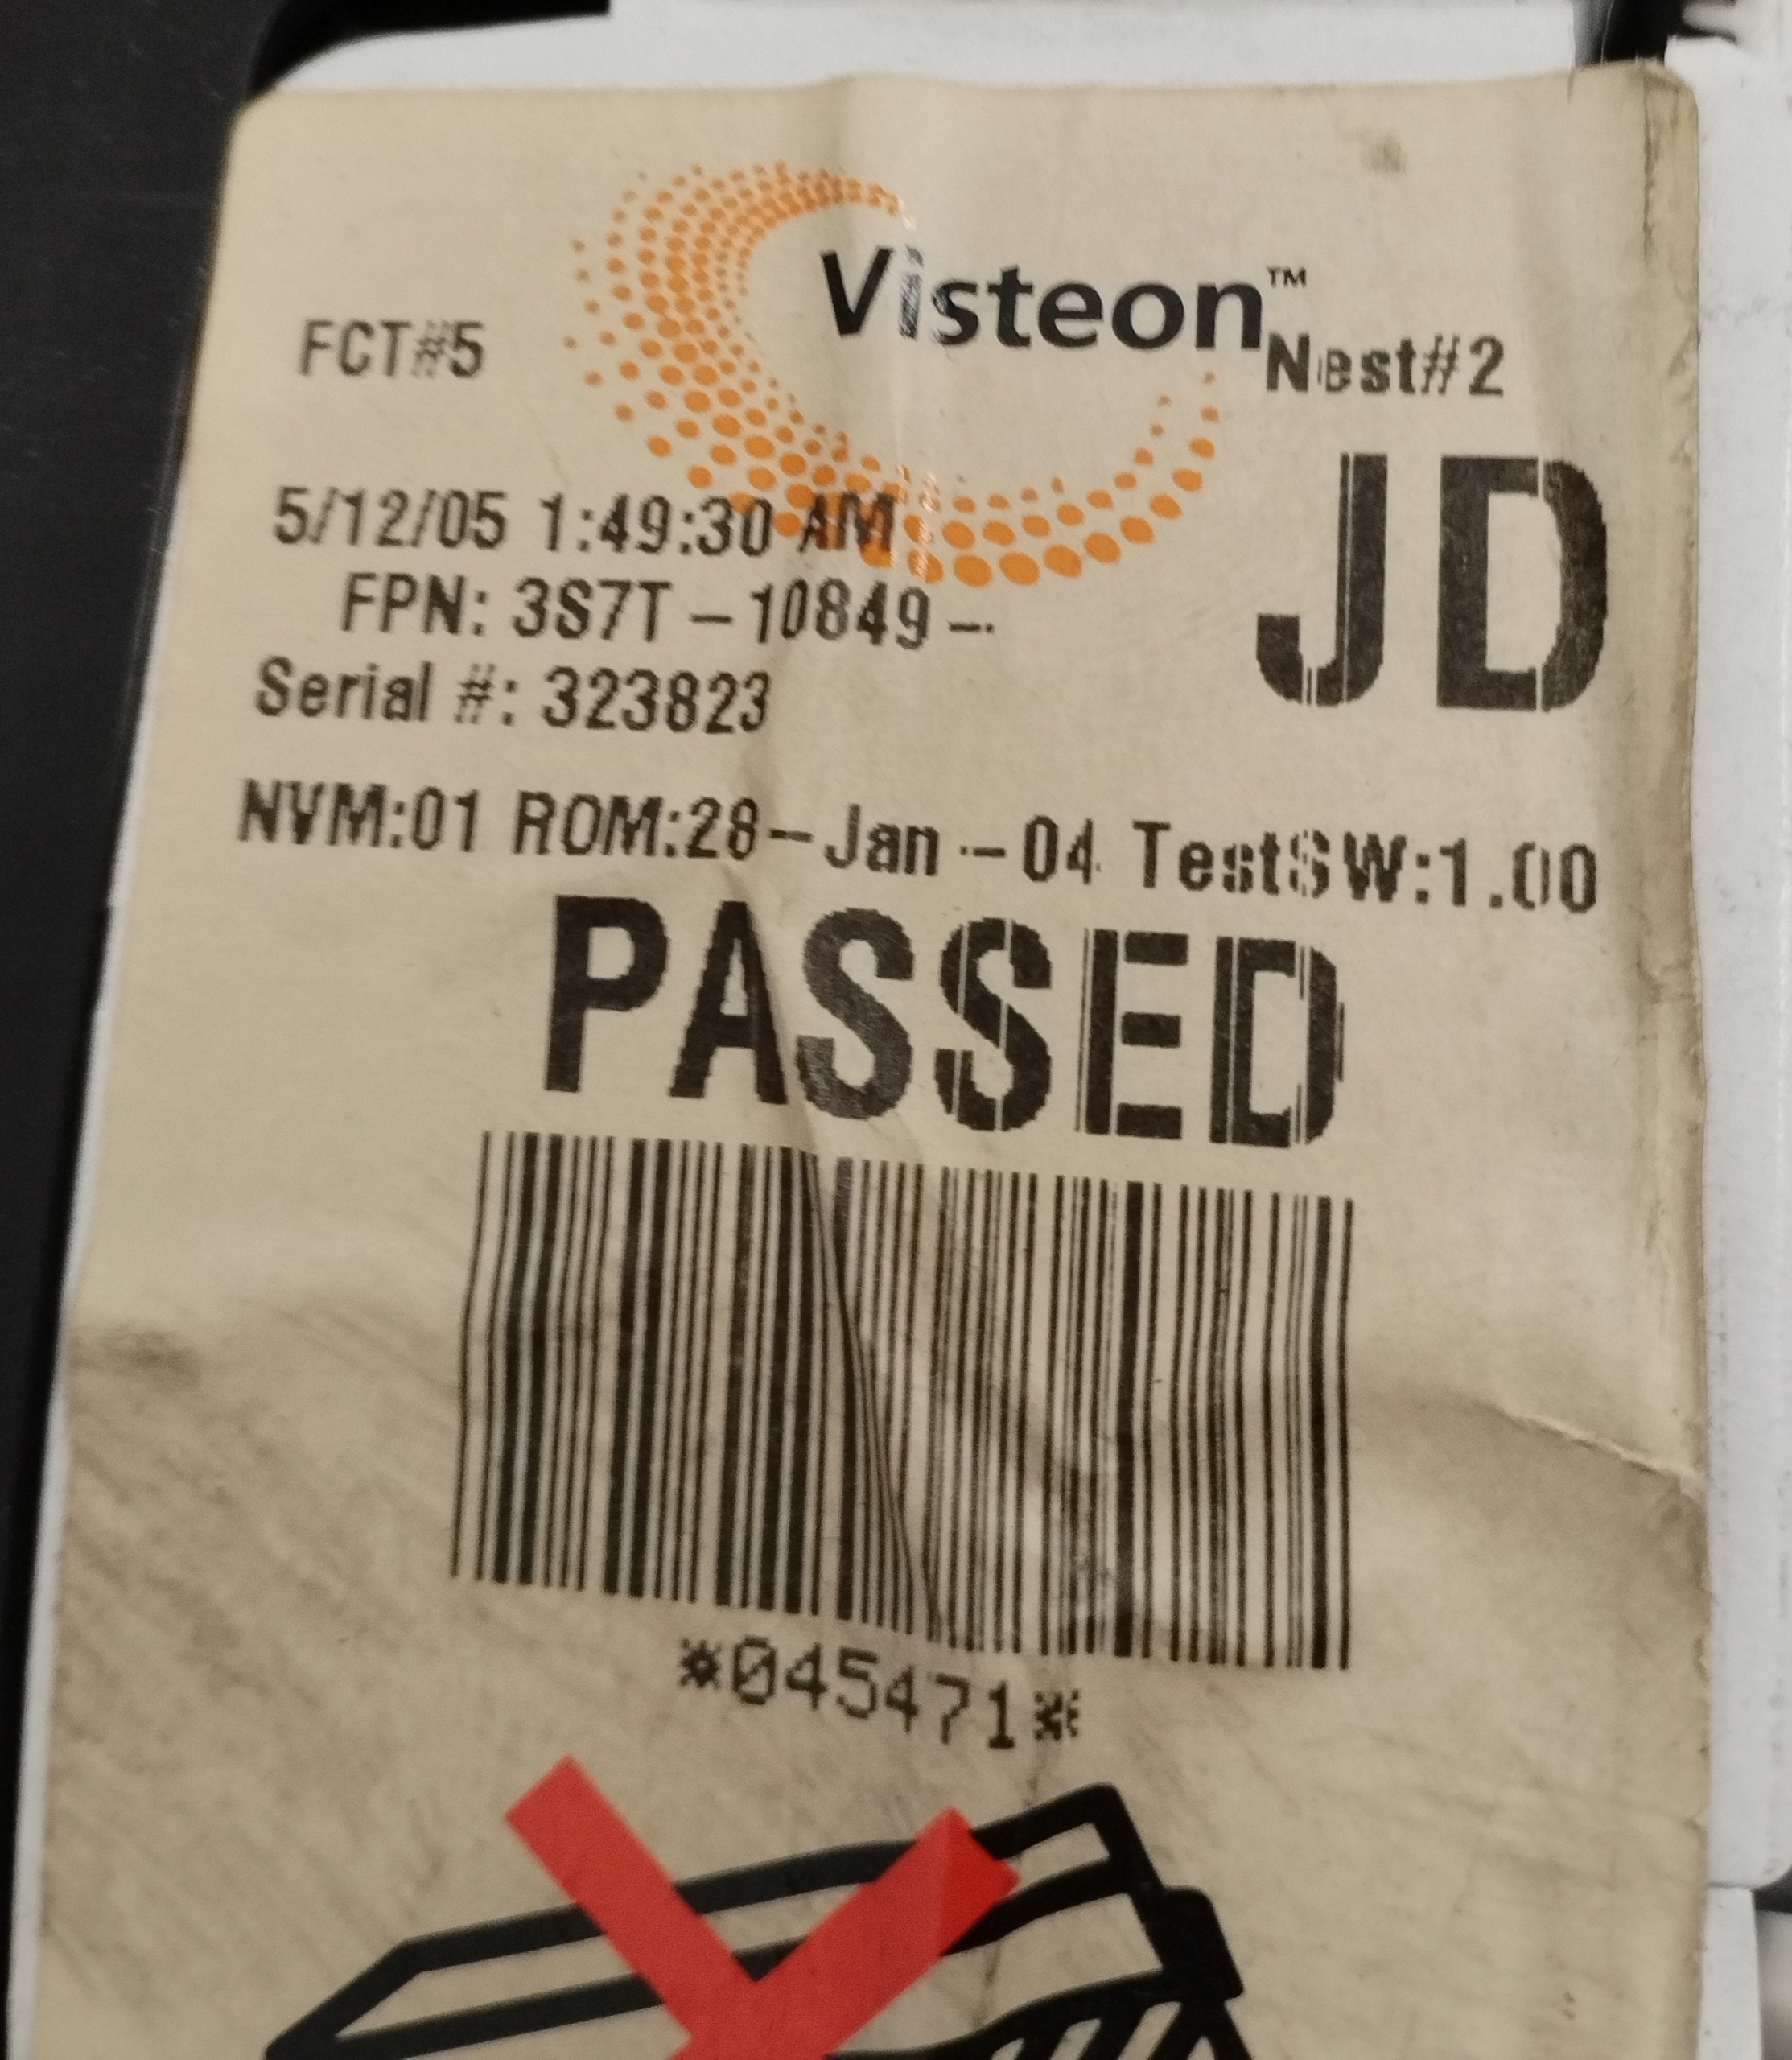 Visteon™
FCT#5 Nest#2
JD
5/12/05 1:49:30 AM
FPN: 3S7T-10849-
Serial #: 323823
NVM:01 ROM:28-Jan-04 TestSW:1.00
PASSED
*045471*